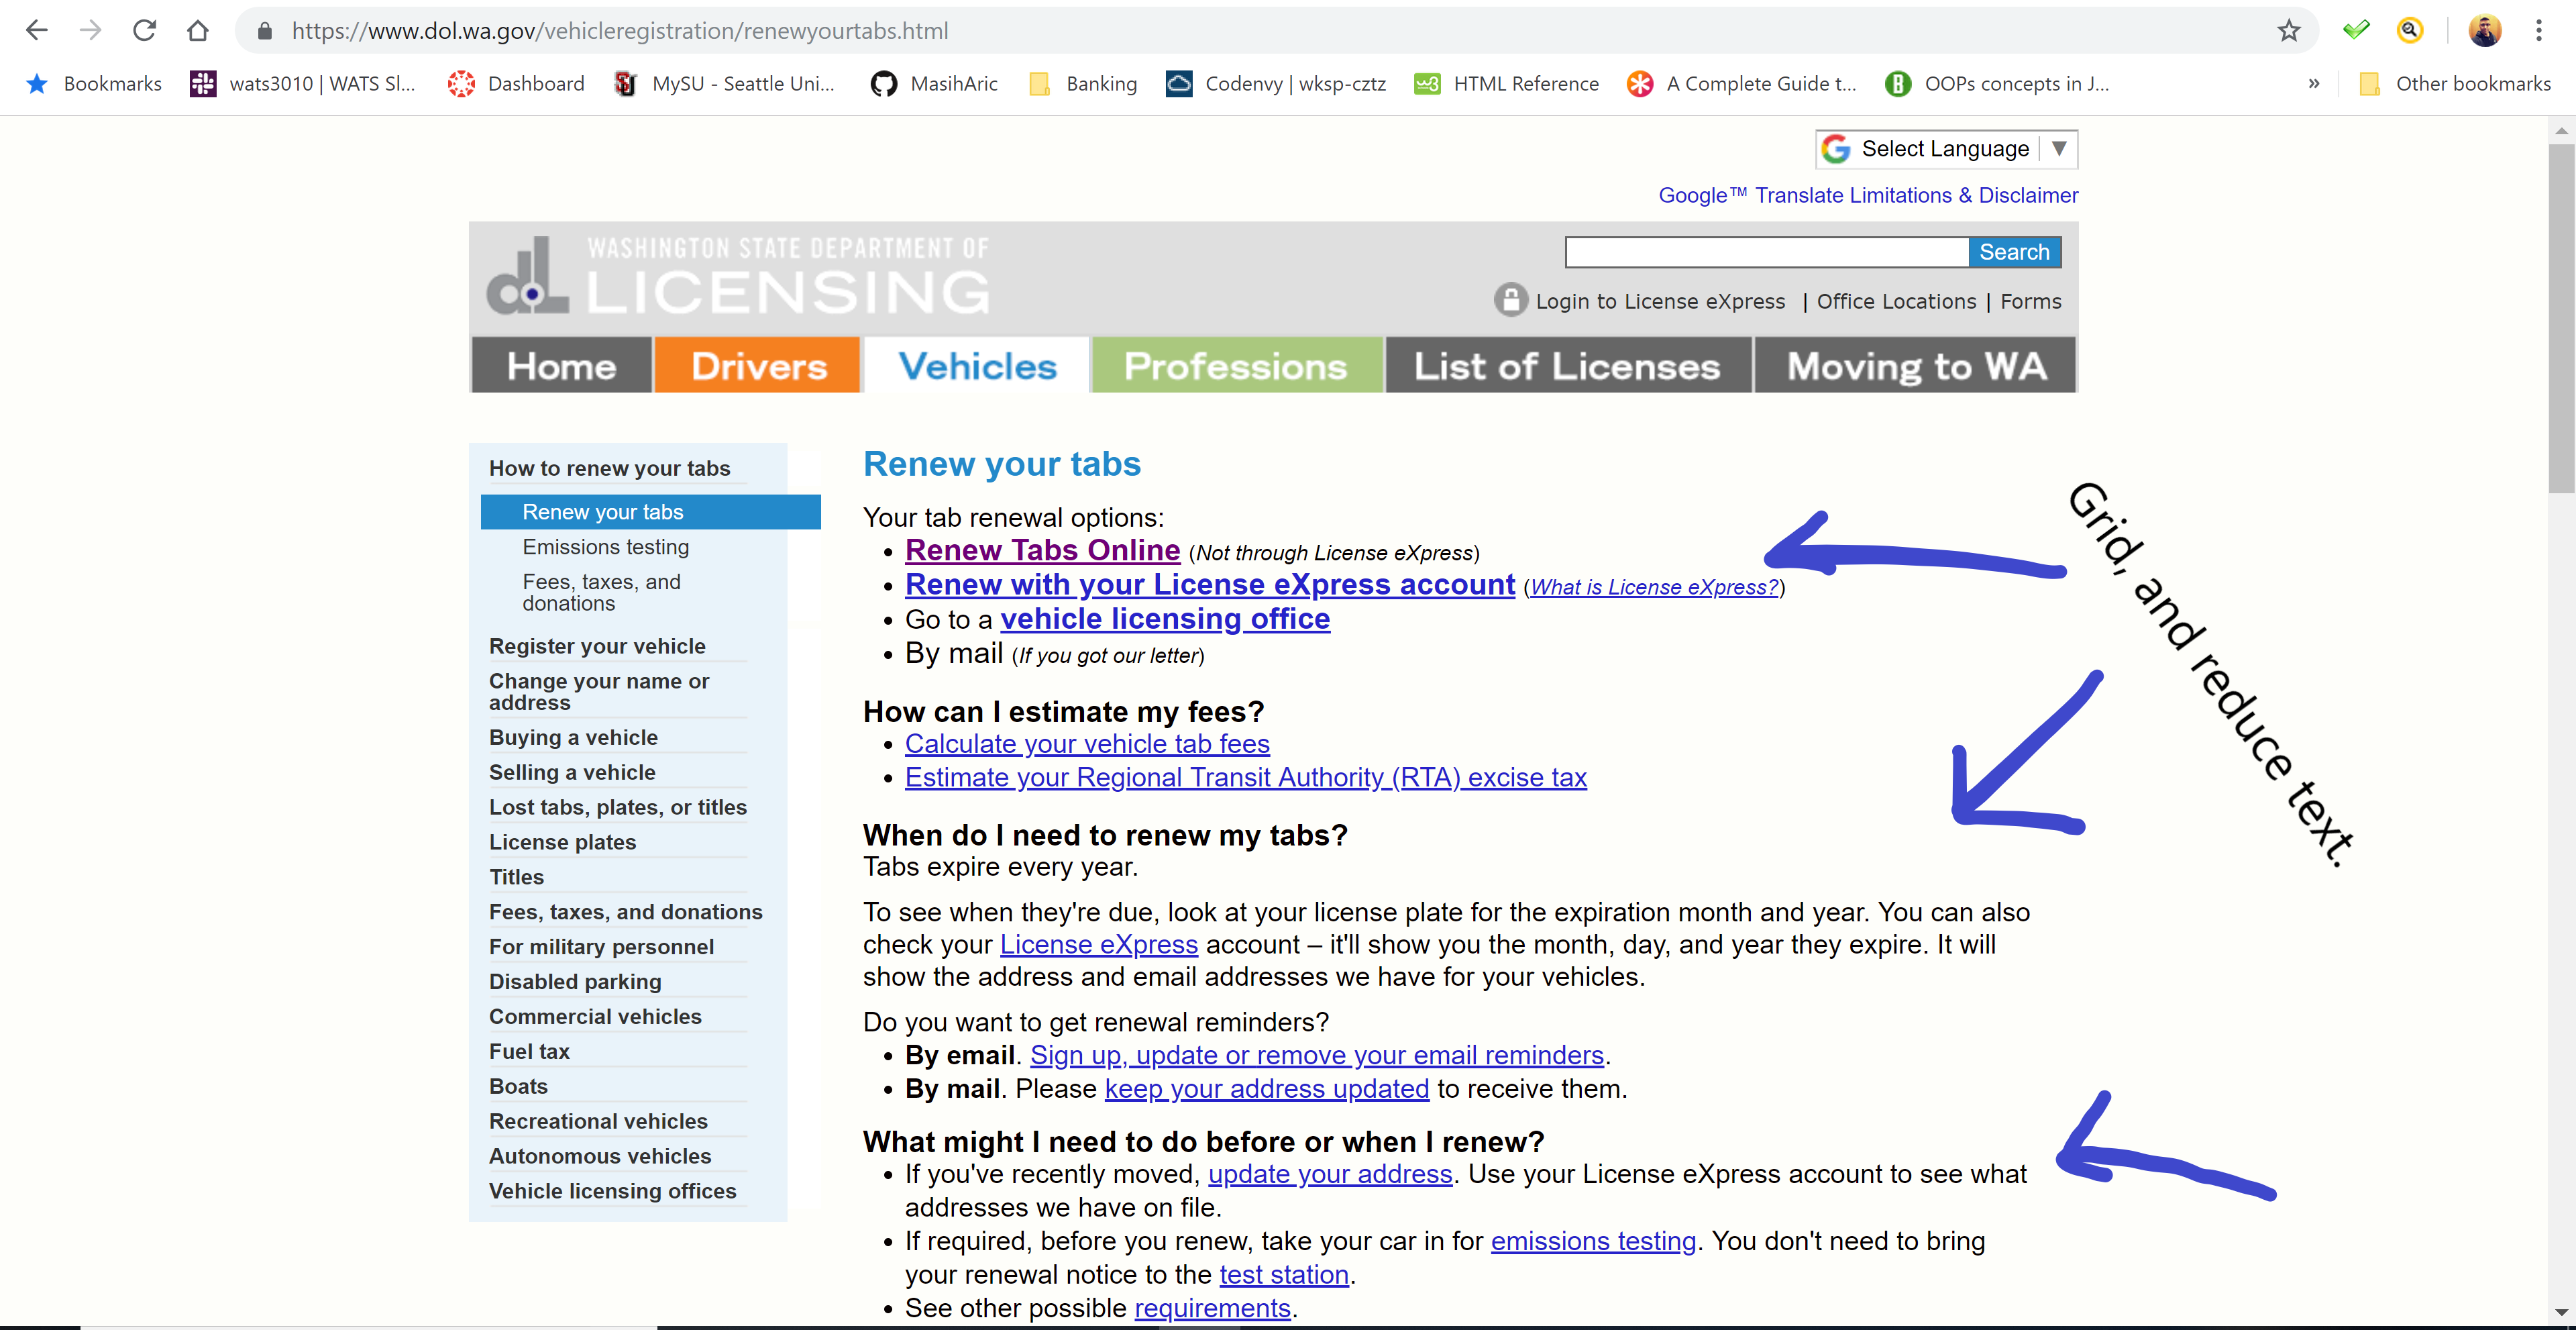 https://www.dol.wa.gov/vehicleregistration/renewyourtabs.html
Bookmarks wats3010 | WATS Sl... Dashboard MySU - Seattle Uni... MasihAric Banking Codenvy | wksp-cztz HTML Reference A Complete Guide t... OOPs concepts in J... » Other bookmarks
Select Language ▼
Google™ Translate Limitations & Disclaimer
dol WASHINGTON STATE DEPARTMENT OF
LICENSING
Search
Login to License eXpress | Office Locations | Forms
Home Drivers Vehicles Professions List of Licenses Moving to WA
How to renew your tabs
Renew your tabs
Emissions testing
Fees, taxes, and
donations
Register your vehicle
Change your name or
address
Buying a vehicle
Selling a vehicle
Lost tabs, plates, or titles
License plates
Titles
Fees, taxes, and donations
For military personnel
Disabled parking
Commercial vehicles
Fuel tax
Boats
Recreational vehicles
Autonomous vehicles
Vehicle licensing offices
Renew your tabs
Your tab renewal options:
• Renew Tabs Online (Not through License eXpress)
• Renew with your License eXpress account (What is License eXpress?)
• Go to a vehicle licensing office
• By mail (If you got our letter)
How can I estimate my fees?
• Calculate your vehicle tab fees
• Estimate your Regional Transit Authority (RTA) excise tax
When do I need to renew my tabs?
Tabs expire every year.
To see when they're due, look at your license plate for the expiration month and year. You can also
check your License eXpress account – it'll show you the month, day, and year they expire. It will
show the address and email addresses we have for your vehicles.
Do you want to get renewal reminders?
• By email. Sign up, update or remove your email reminders.
• By mail. Please keep your address updated to receive them.
What might I need to do before or when I renew?
• If you've recently moved, update your address. Use your License eXpress account to see what
addresses we have on file.
• If required, before you renew, take your car in for emissions testing. You don't need to bring
your renewal notice to the test station.
• See other possible requirements.
Grid, and reduce text.